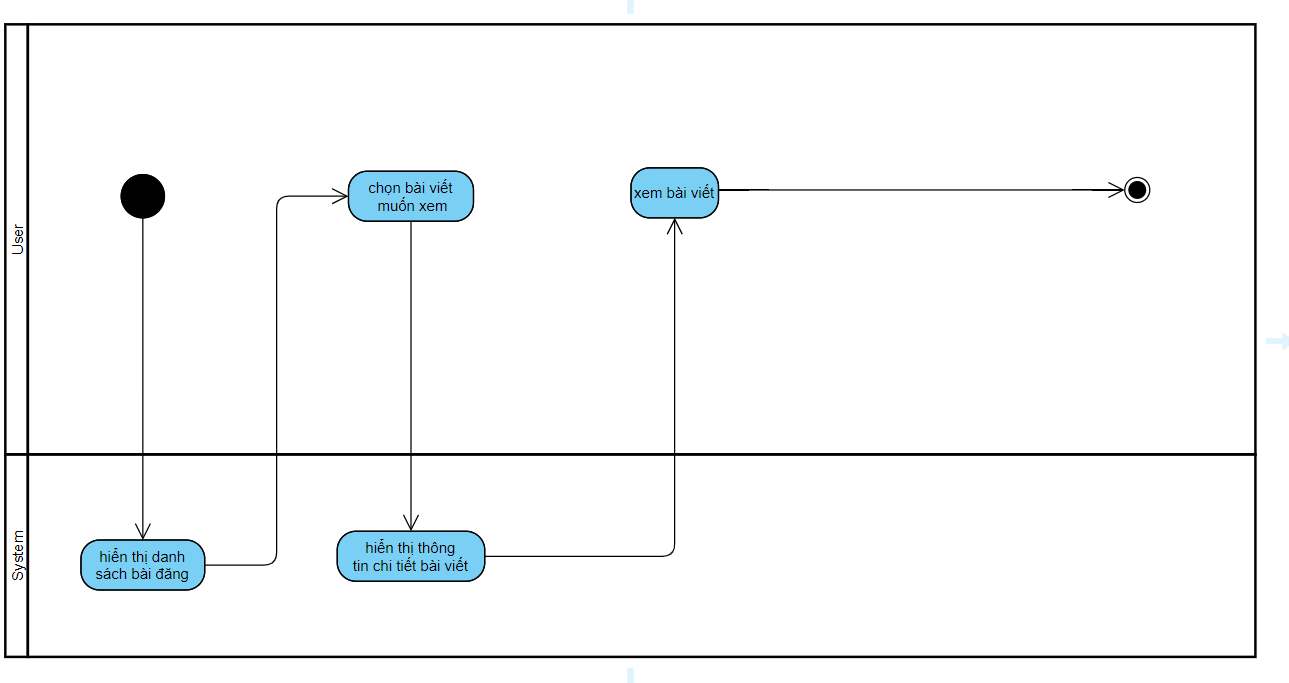 User
chọn bài viết
muốn xem
xem bài viết
System
hiển thị danh
sách bài đăng
hiển thị thông
tin chi tiết bài viết